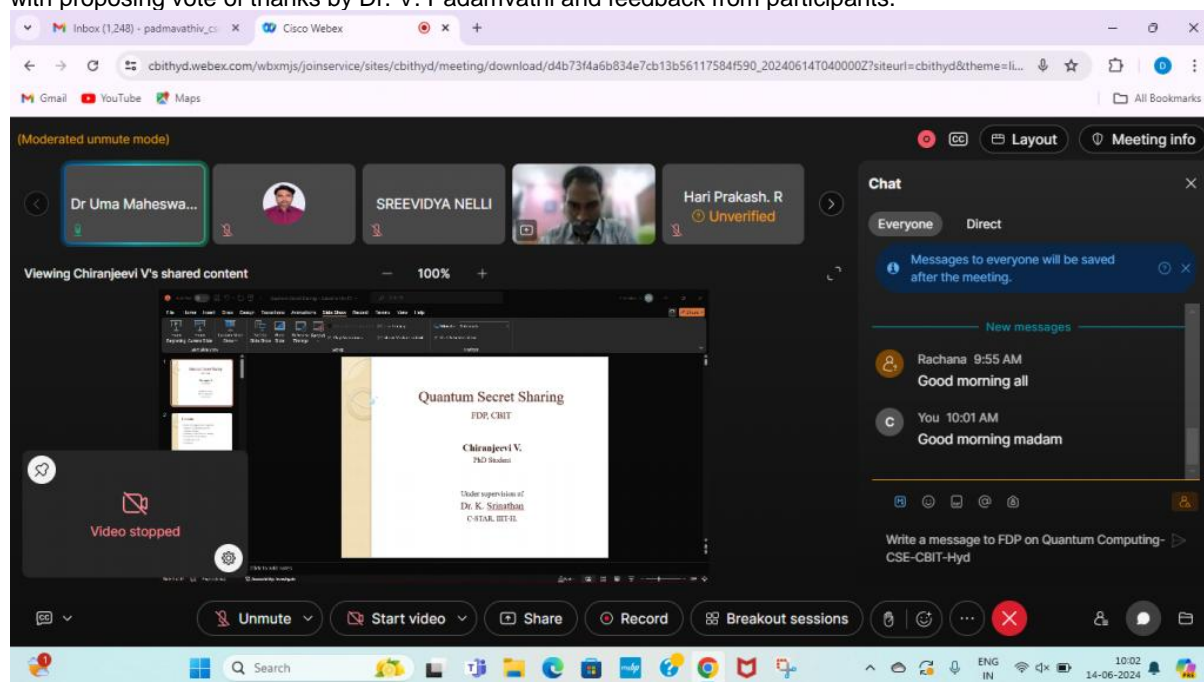 with proposing vote of thanks by Dr. V. Padamvathi and feedback from participants.
Inbox (1,248) - padmavathiv_cs
Cisco Webex
cbithyd.webex.com/wbxmjs/joinservice/sites/cbithyd/meeting/download/d4b73f4a6b834e7cb13b56117584f590_20240614T040000Z?siteurl=cbithyd&theme=li...
Gmail YouTube Maps All Bookmarks
(Moderated unmute mode) CC Layout Meeting info
Dr Uma Maheswa...
SREEVIDYA NELLI
Hari Prakash. R
Unverified
Viewing Chiranjeevi V's shared content 100%
Quantum Secret Sharing
FDP, CBIT
Chiranjeevi V.
PhD Student
Under supervision of
Dr. K. Srinathan
C-STAR, IIIT-H.
Video stopped
Chat
Everyone Direct
Messages to everyone will be saved
after the meeting.
New messages
Rachana 9:55 AM
Good morning all
C You 10:01 AM
Good morning madam
Write a message to FDP on Quantum Computing-
CSE-CBIT-Hyd
CC Unmute Start video Share Record Breakout sessions
Search
ENG
IN
10:02
14-06-2024